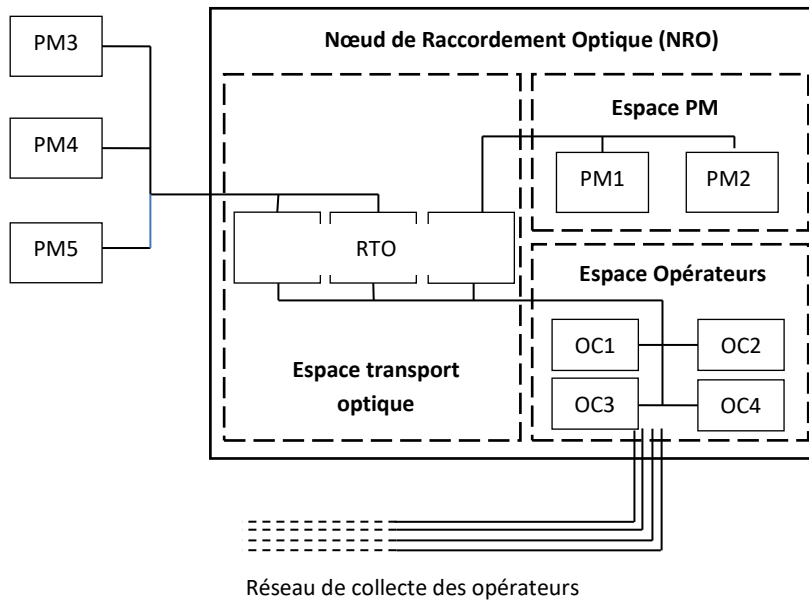 PM3
Nœud de Raccordement Optique (NRO)
Espace PM
PM4
PM1
PM2
PM5
RTO
Espace Opérateurs
OC1
OC2
Espace transport
optique
OC3
OC4
Réseau de collecte des opérateurs